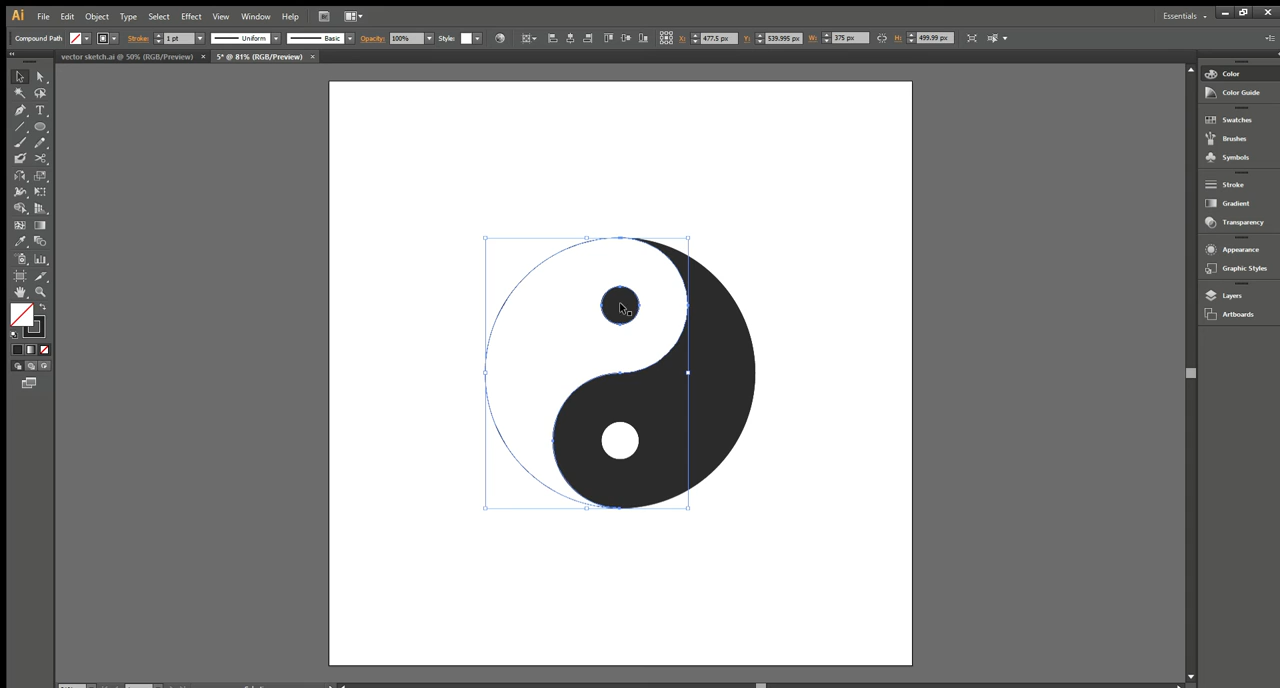 Ai File Edit Object Type Select Effect View Window Help Br Essentials
Compound Path Stroke: 1 pt Uniform Basic Opacity: 100% Style: X: 477.5 px Y: 539.995 px W: 375 px H: 499.99 px
vector sketch.ai @ 50% (RGB/Preview) × 5* @ 81% (RGB/Preview) ×
Color
Color Guide
Swatches
Brushes
Symbols
Stroke
Gradient
Transparency
Appearance
Graphic Styles
Layers
Artboards